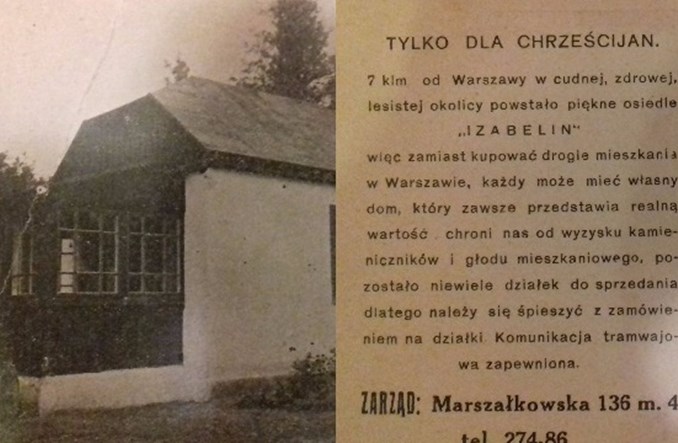 TYLKO DLA CHRZEŚCIJAN.
7 klm od Warszawy w cudnej, zdrowej,
lesistej okolicy powstało piękne osiedle
„IZABELIN“
więc zamiast kupować drogie mieszkania
w Warszawie, każdy może mieć własny
dom, który zawsze przedstawia realną
wartość chroni nas od wyzysku kamie-
niczników i głodu mieszkaniowego, po-
zostało niewiele działek do sprzedania
dlatego należy się śpieszyć z zamówie-
niem na działki. Komunikacja tramwajo-
wa zapewniona.
ZARZĄD: Marszałkowska 136 m. 4
tel. 274-86